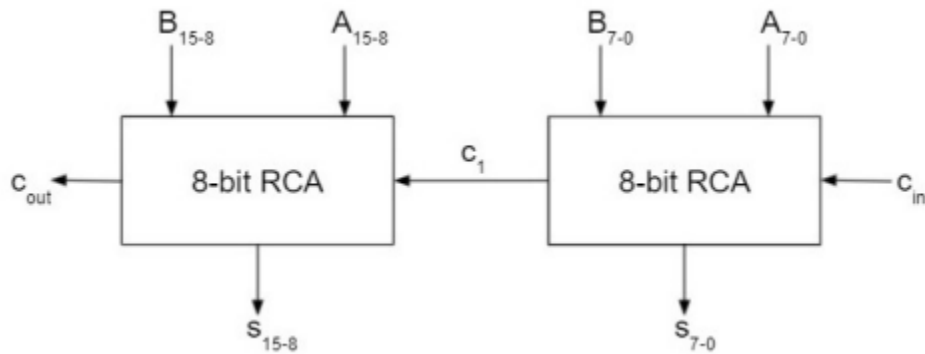 B15-8 A15-8 B7-0 A7-0
cout 8-bit RCA c1 8-bit RCA cin
s15-8 s7-0